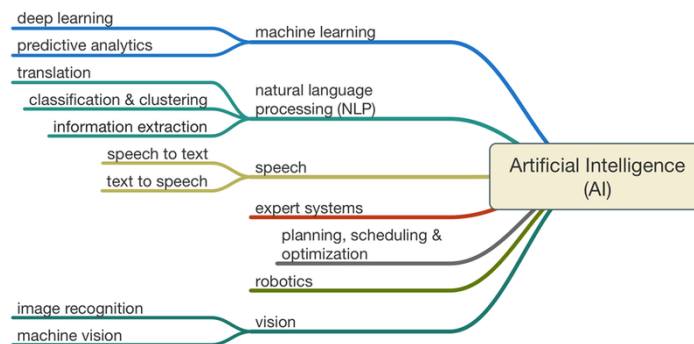 deep learning
predictive analytics
machine learning
translation
classification & clustering
information extraction
natural language
processing (NLP)
speech to text
text to speech
speech
expert systems
planning, scheduling &
optimization
robotics
image recognition
machine vision
vision
Artificial Intelligence
(AI)